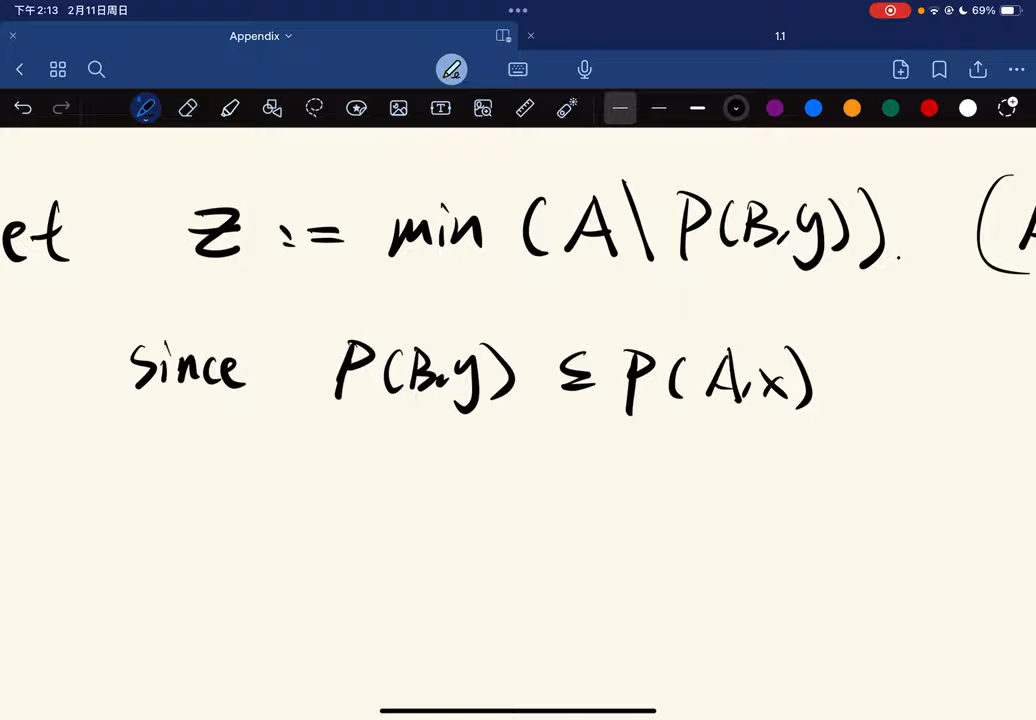 下午2:13 2月11日周日 69%
Appendix 1.1
et z := min (A \ P(B,y)). (A
since P(B,y) ⊆ P(A,x)